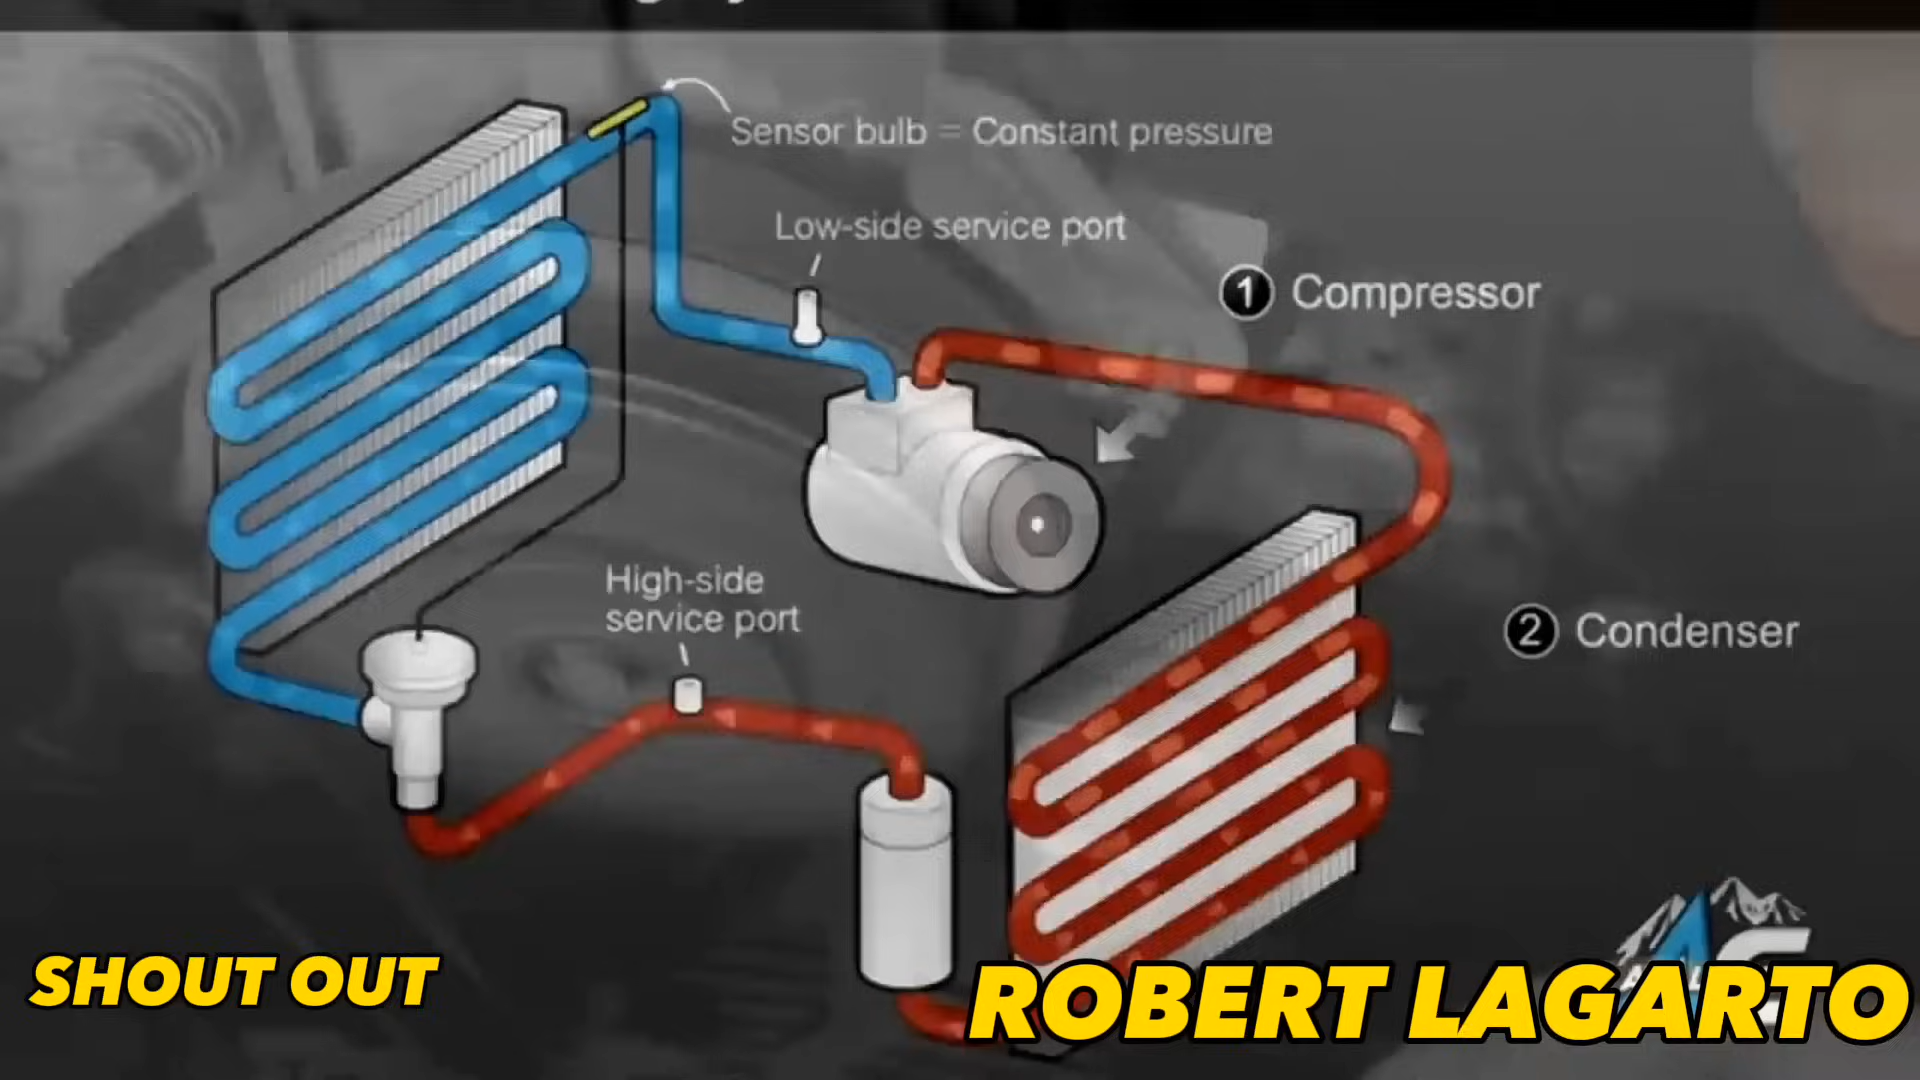 Sensor bulb = Constant pressure
Low-side service port
1 Compressor
High-side
service port
2 Condenser
SHOUT OUT
ROBERT LAGARTO